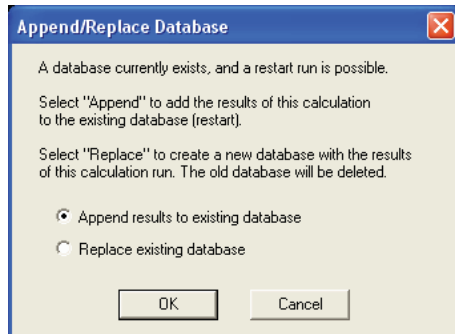 Append/Replace Database
A database currently exists, and a restart run is possible.
Select "Append" to add the results of this calculation
to the existing database (restart).
Select "Replace" to create a new database with the results
of this calculation run. The old database will be deleted.
Append results to existing database
Replace existing database
OK
Cancel